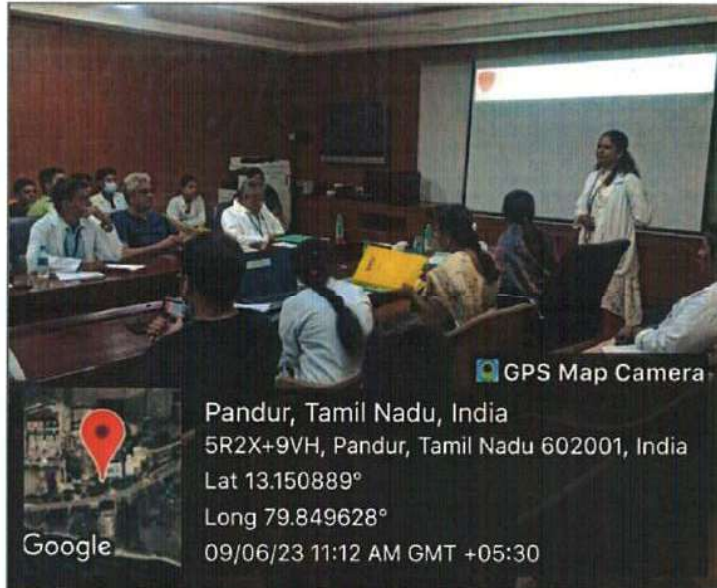 GPS Map Camera
Pandur, Tamil Nadu, India
5R2X+9VH, Pandur, Tamil Nadu 602001, India
Lat 13.150889°
Long 79.849628°
09/06/23 11:12 AM GMT +05:30
Google